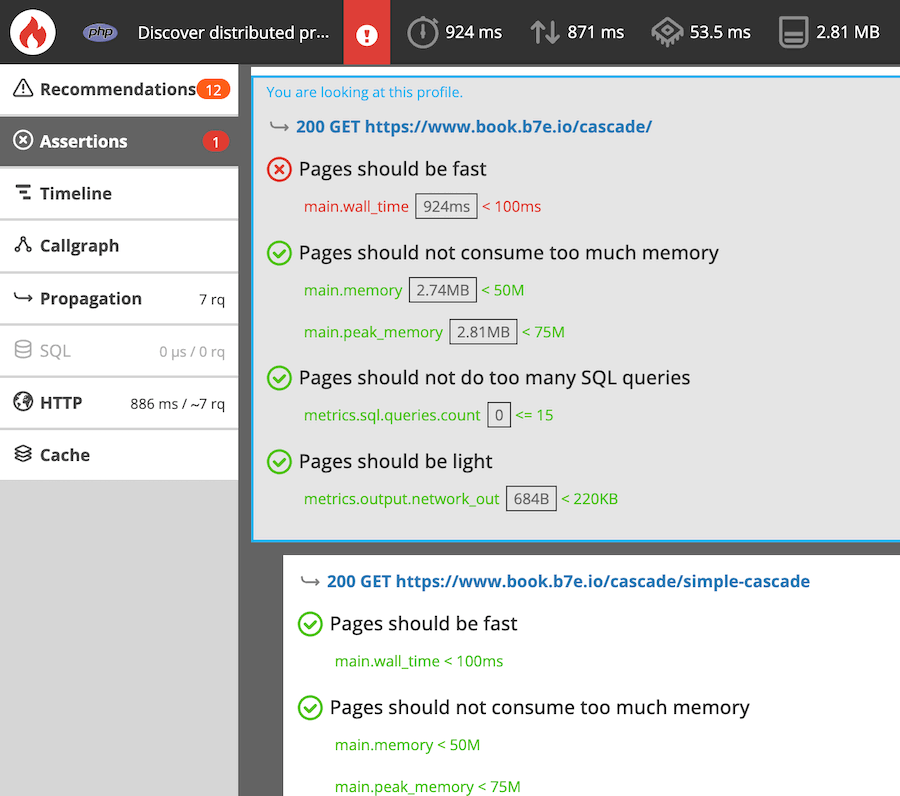 php Discover distributed pr... 924 ms 871 ms 53.5 ms 2.81 MB
Recommendations 12
Assertions 1
Timeline
Callgraph
Propagation 7 rq
SQL 0 µs / 0 rq
HTTP 886 ms / ~7 rq
Cache
You are looking at this profile.
200 GET https://www.book.b7e.io/cascade/
Pages should be fast
main.wall_time 924ms < 100ms
Pages should not consume too much memory
main.memory 2.74MB < 50M
main.peak_memory 2.81MB < 75M
Pages should not do too many SQL queries
metrics.sql.queries.count 0 <= 15
Pages should be light
metrics.output.network_out 684B < 220KB
200 GET https://www.book.b7e.io/cascade/simple-cascade
Pages should be fast
main.wall_time < 100ms
Pages should not consume too much memory
main.memory < 50M
main.peak_memory < 75M